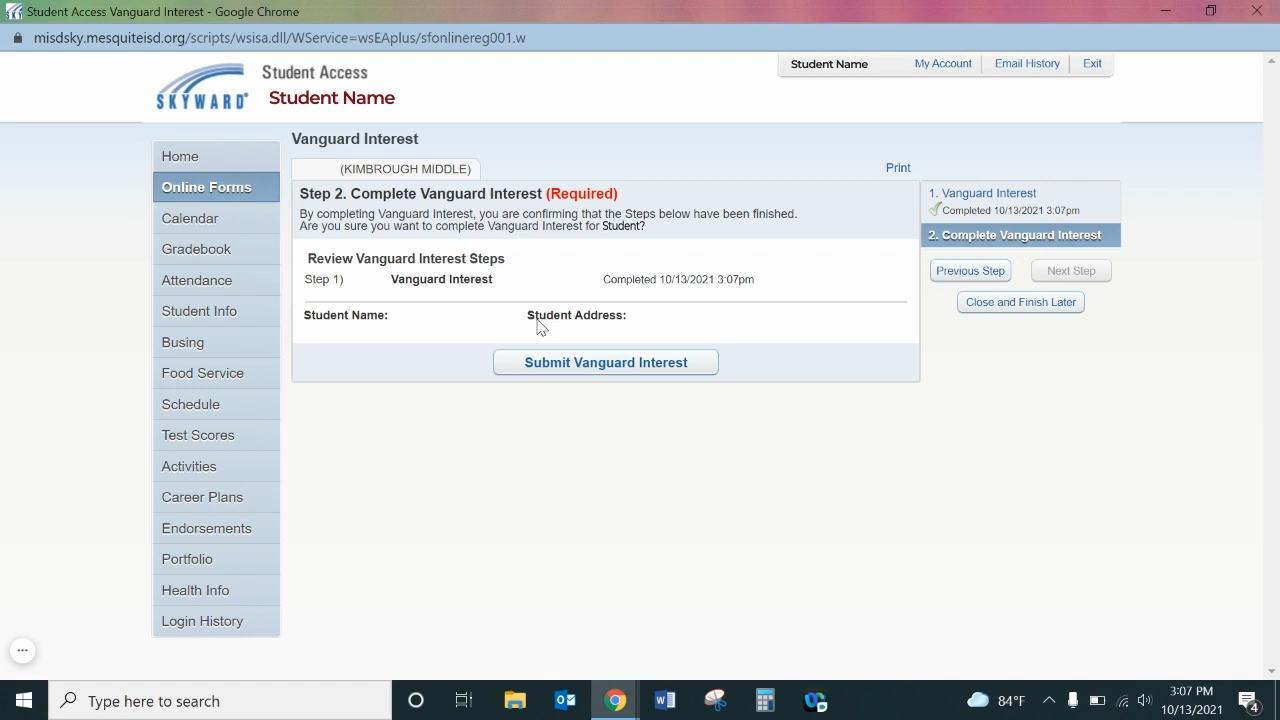 Student Access Vanguard Interest - Google Chrome
misdsky.mesquiteisd.org/scripts/wsisa.dll/WService=wsEAplus/sfonlinereg001.w
SKYWARD®
Student Access
Student Name
Student Name
My Account
Email History
Exit
Home
Online Forms
Calendar
Gradebook
Attendance
Student Info
Busing
Food Service
Schedule
Test Scores
Activities
Career Plans
Endorsements
Portfolio
Health Info
Login History
Vanguard Interest
(KIMBROUGH MIDDLE)
Print
Step 2. Complete Vanguard Interest (Required)
By completing Vanguard Interest, you are confirming that the Steps below have been finished.
Are you sure you want to complete Vanguard Interest for Student?
Review Vanguard Interest Steps
Step 1) Vanguard Interest Completed 10/13/2021 3:07pm
Student Name: Student Address:
Submit Vanguard Interest
1. Vanguard Interest
Completed 10/13/2021 3:07pm
2. Complete Vanguard Interest
Previous Step
Next Step
Close and Finish Later
Type here to search
84°F
3:07 PM
10/13/2021
4